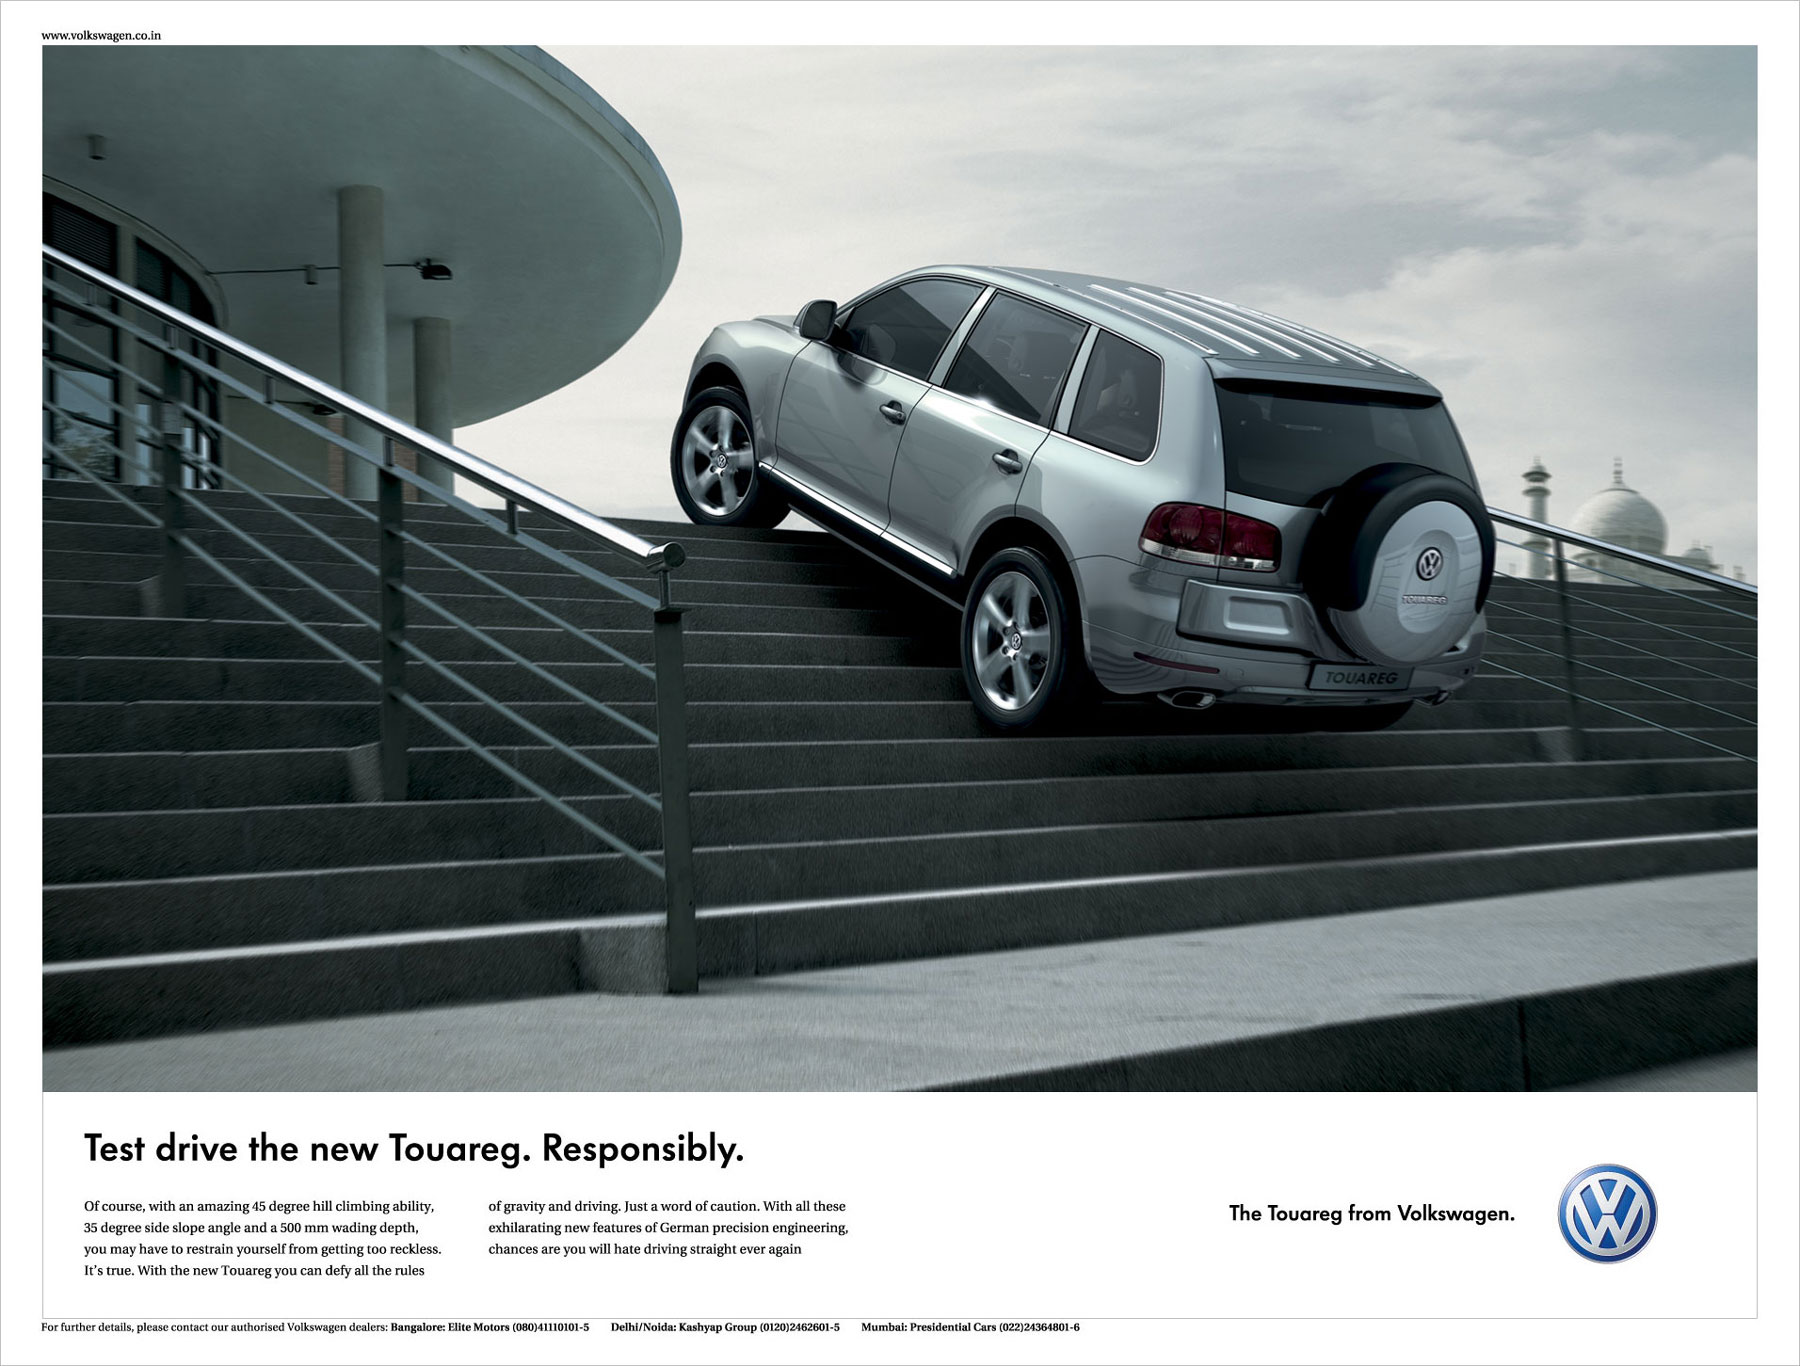 www.volkswagen.co.in
TOUAREG
TOUAREG
Test drive the new Touareg. Responsibly.
Of course, with an amazing 45 degree hill climbing ability,
35 degree side slope angle and a 500 mm wading depth,
you may have to restrain yourself from getting too reckless.
It's true. With the new Touareg you can defy all the rules
of gravity and driving. Just a word of caution. With all these
exhilarating new features of German precision engineering,
chances are you will hate driving straight ever again
The Touareg from Volkswagen.
For further details, please contact our authorised Volkswagen dealers: Bangalore: Elite Motors (080)41110101-5 Delhi/Noida: Kashyap Group (0120)2462601-5 Mumbai: Presidential Cars (022)24364801-6